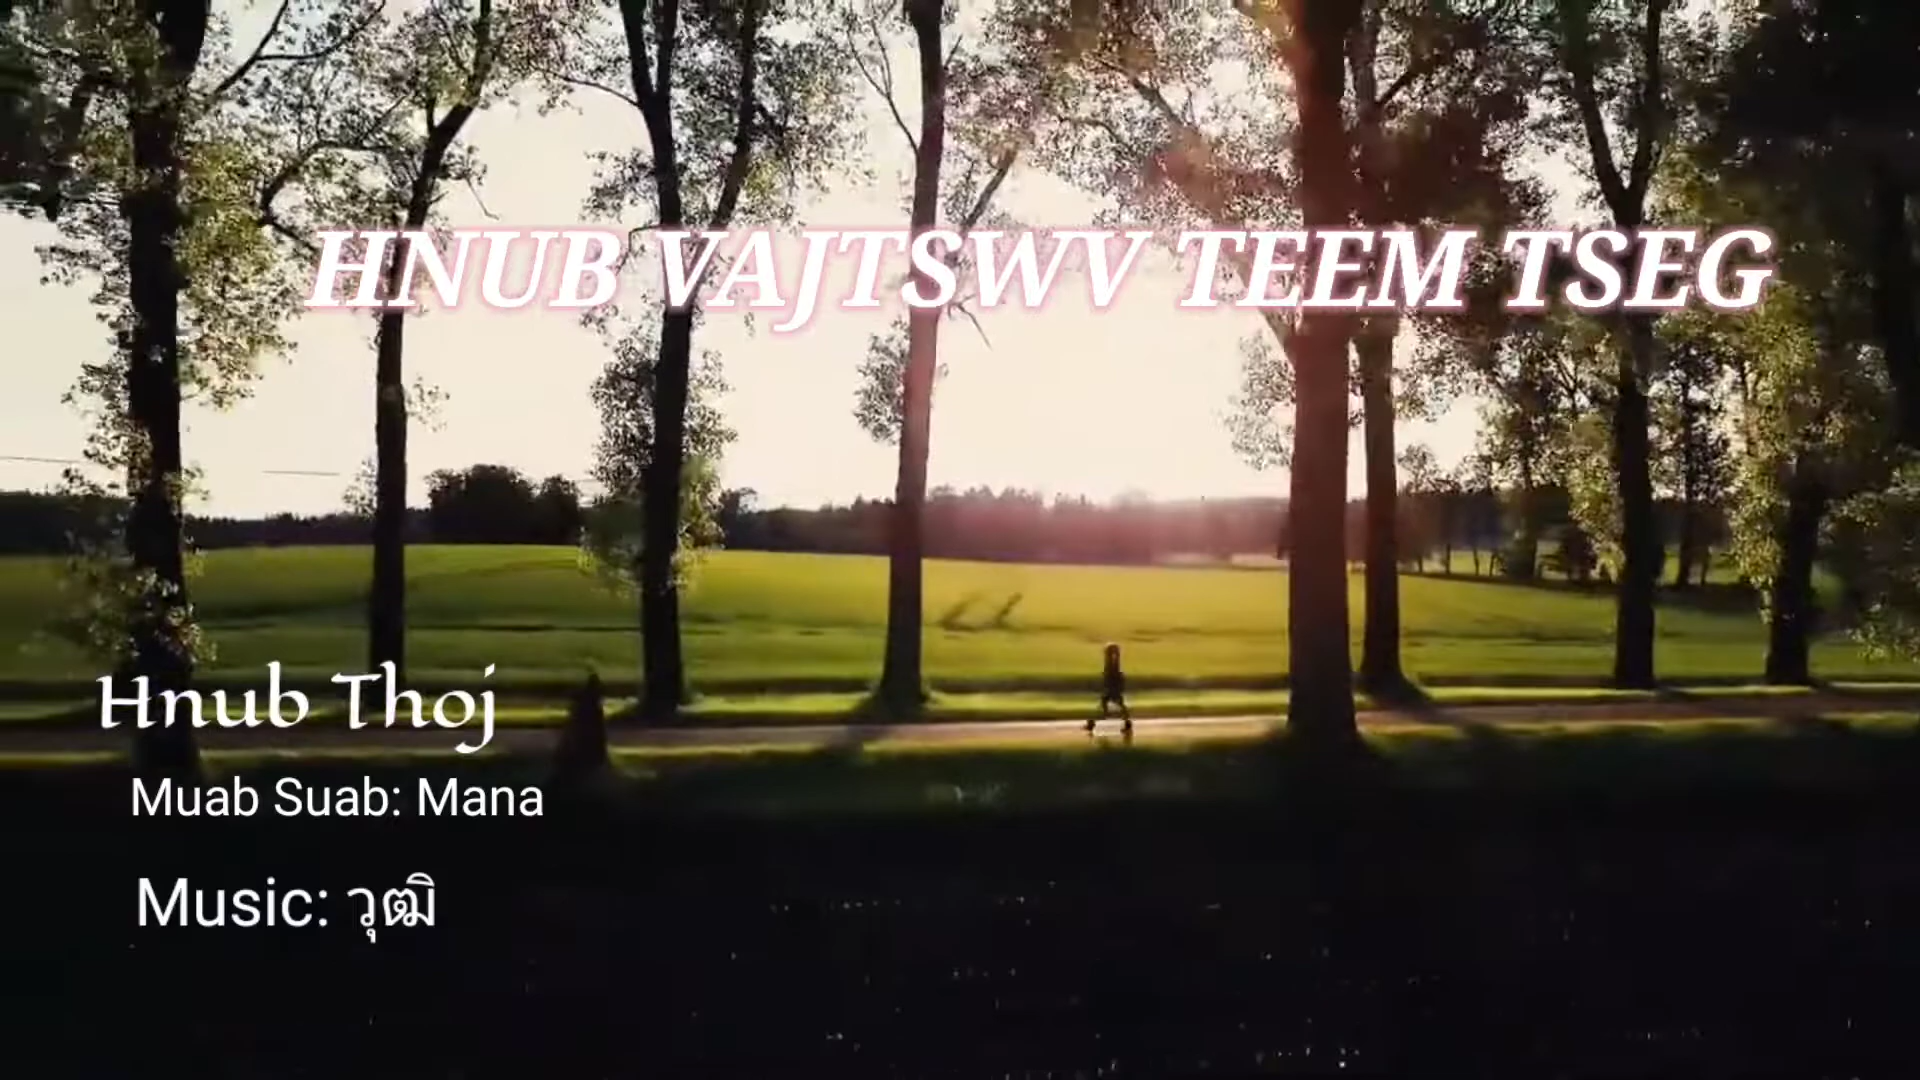 HNUB VAJTSWV TEEM TSEG
Hnub Thoj
Muab Suab: Mana
Music: วุฒิ